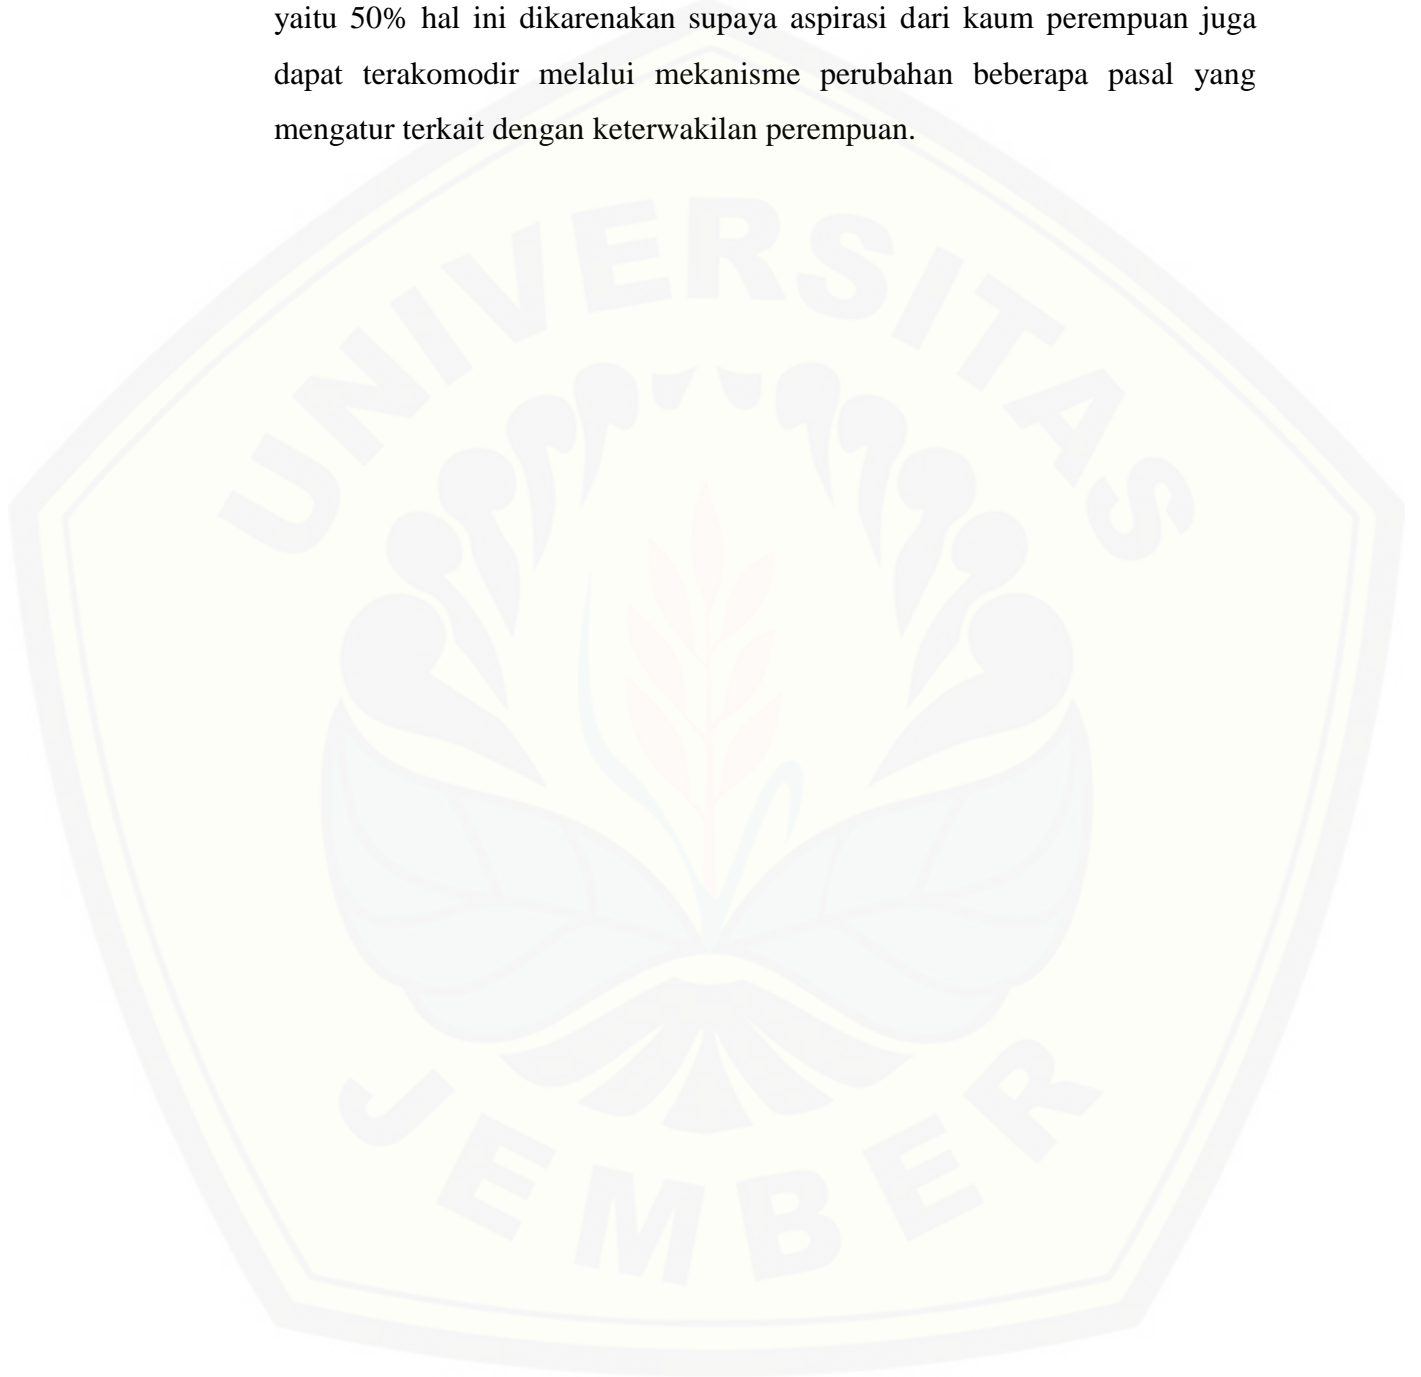 yaitu 50% hal ini dikarenakan supaya aspirasi dari kaum perempuan juga
dapat terakomodir melalui mekanisme perubahan beberapa pasal yang
mengatur terkait dengan keterwakilan perempuan.
UNIVERSITAS
JEMBER